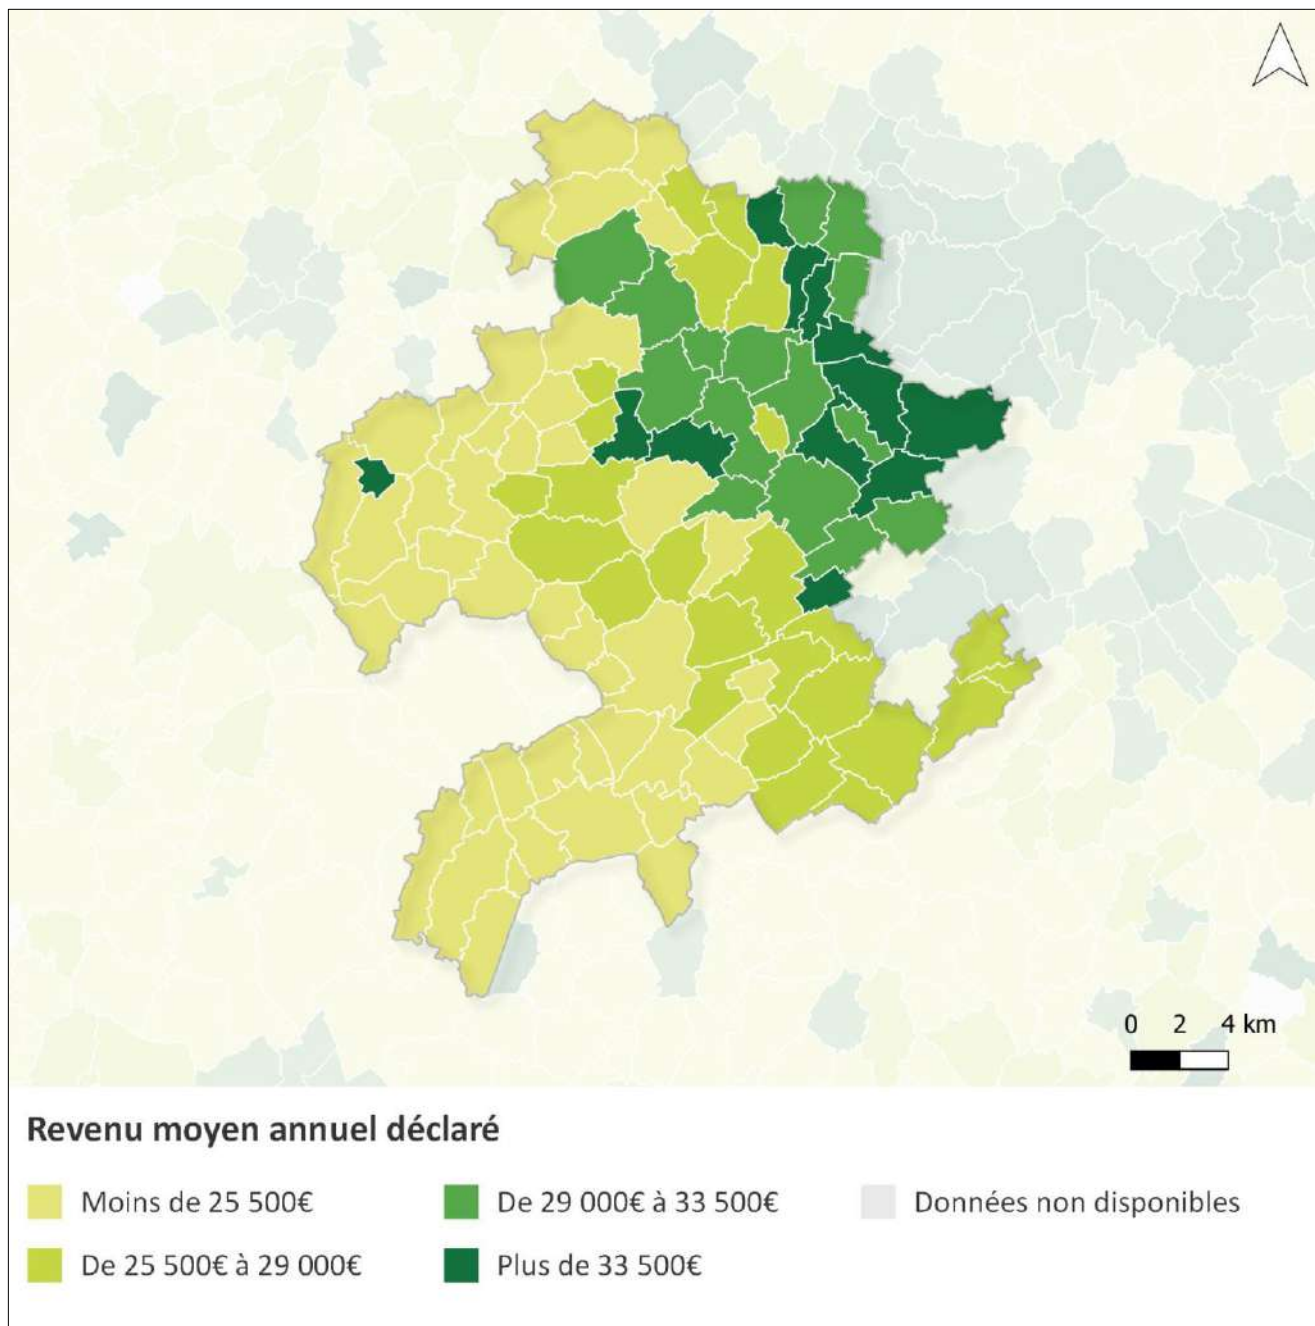 0 2 4 km
Revenu moyen annuel déclaré
Moins de 25 500€
De 29 000€ à 33 500€
Données non disponibles
De 25 500€ à 29 000€
Plus de 33 500€